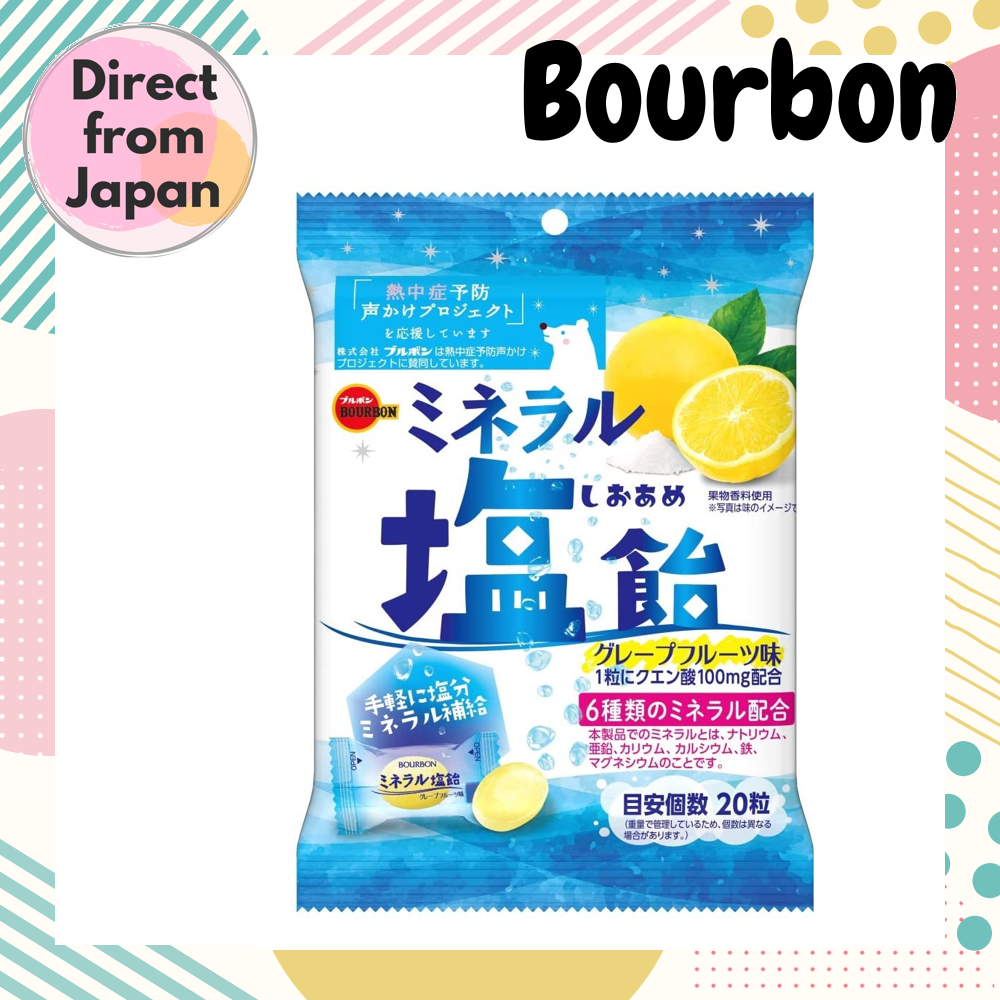 Direct
from
Japan
Bourbon
熱中症予防
声かけプロジェクト
を応援しています
株式会社 ブルボン は熱中症予防声かけ
プロジェクトに賛同しています。
ブルボン
BOURBON
ミネラル
塩飴
しおあめ
果物香料使用
※写真は味のイメージで
グレープフルーツ味
1粒にクエン酸100mg配合
6種類のミネラル配合
本製品でのミネラルとは、ナトリウム、
亜鉛、カリウム、カルシウム、鉄、
マグネシウムのことです。
手軽に塩分
ミネラル補給
OPEN
OPEN
BOURBON
ミネラル塩飴
グレープフルーツ味
目安個数 20粒
(重量で管理しているため、個数は異なる
場合があります。)